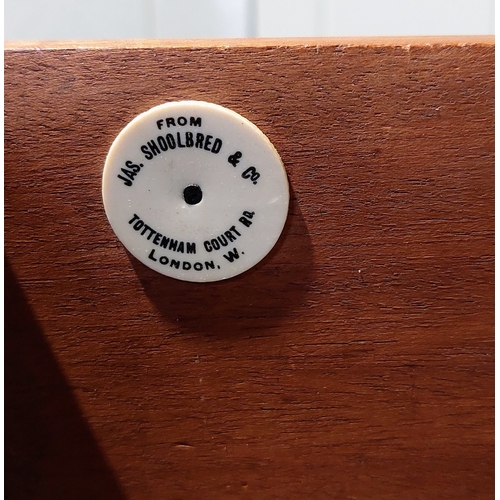 FROM
JAS. SHOOLBRED & CO.
TOTTENHAM COURT RD.
LONDON, W.